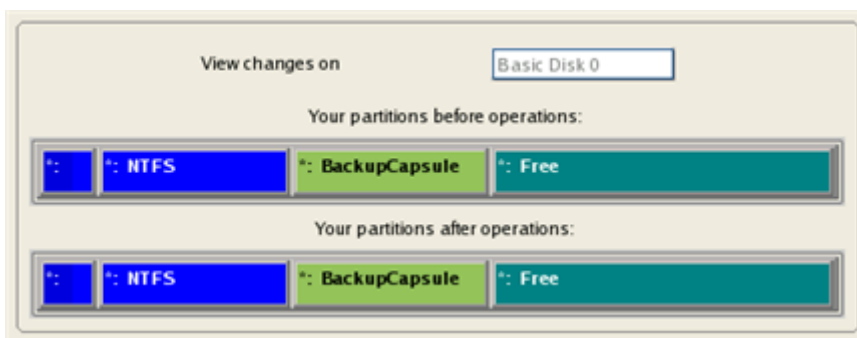 View changes on Basic Disk 0
Your partitions before operations:
*: *: NTFS *: BackupCapsule *: Free
Your partitions after operations:
*: *: NTFS *: BackupCapsule *: Free